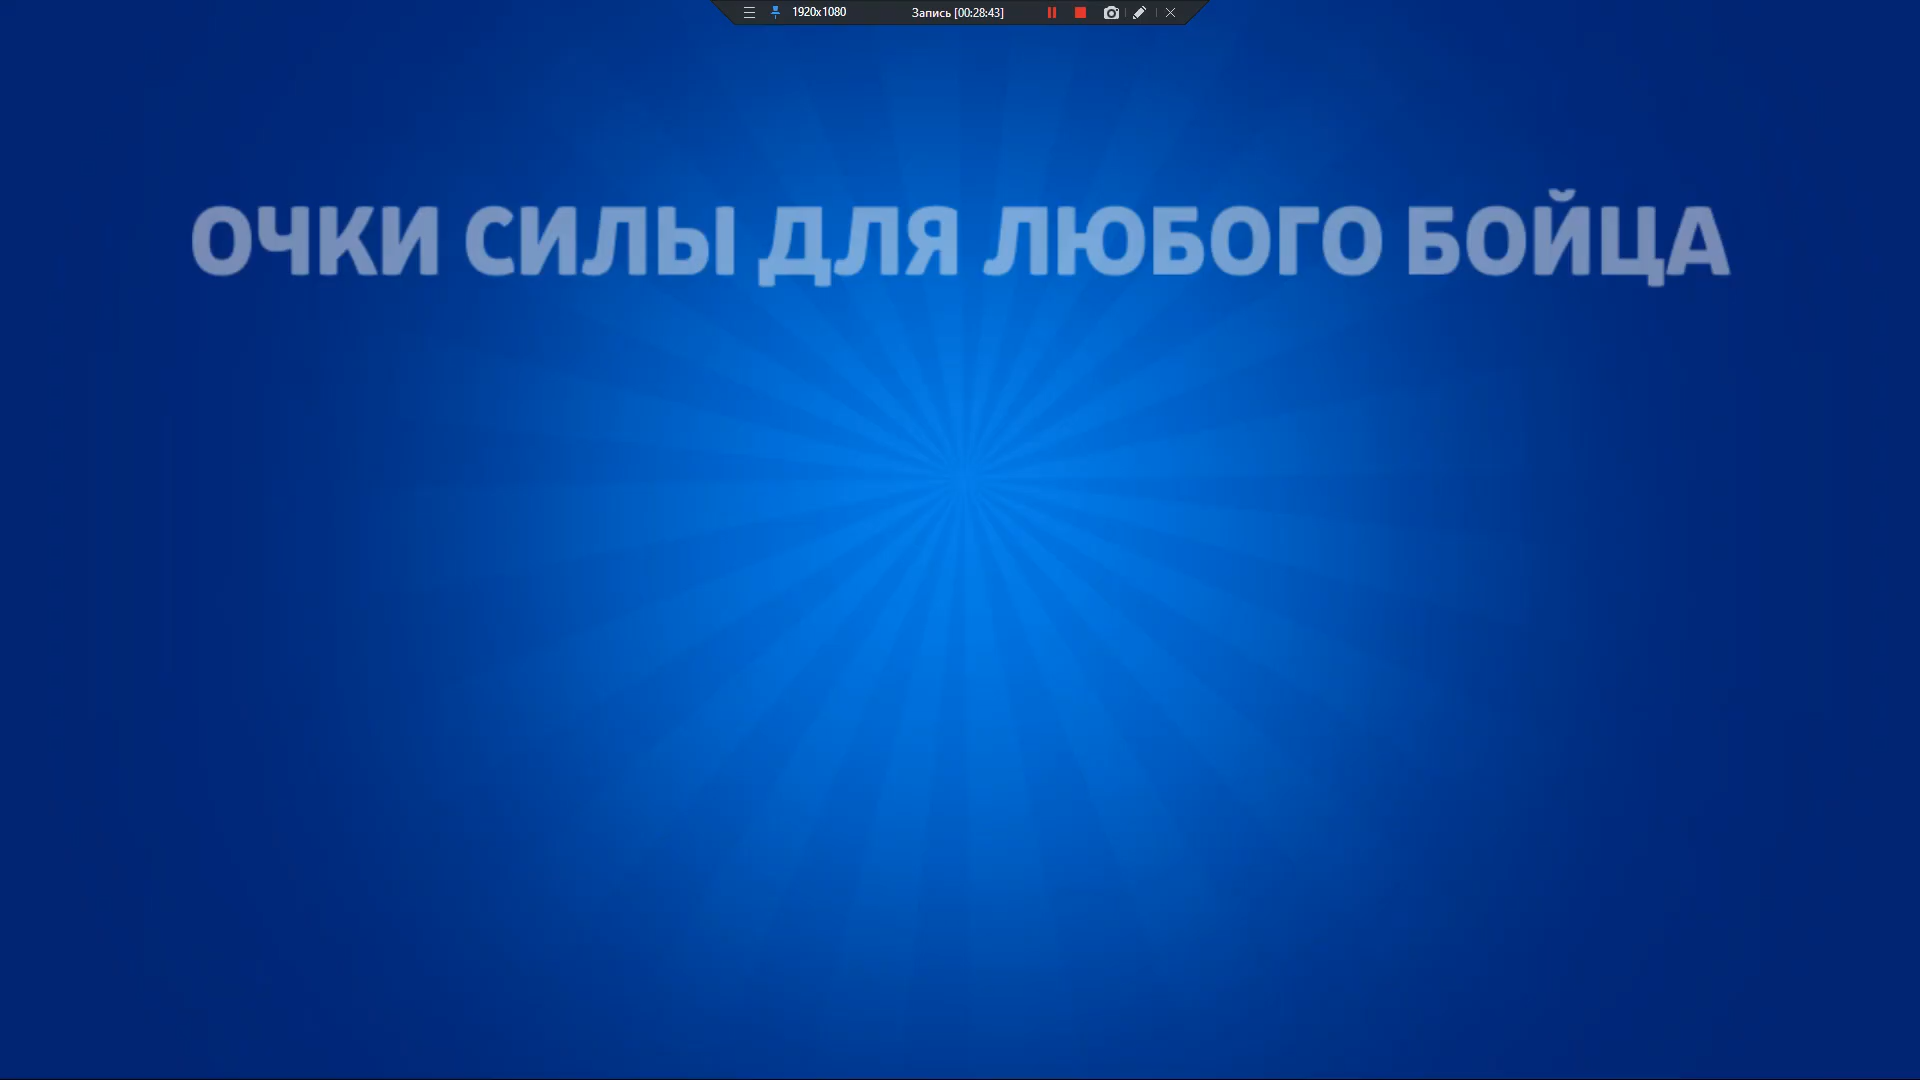 1920x1080 Запись [00:28:43]
ОЧКИ СИЛЫ ДЛЯ ЛЮБОГО БОЙЦА